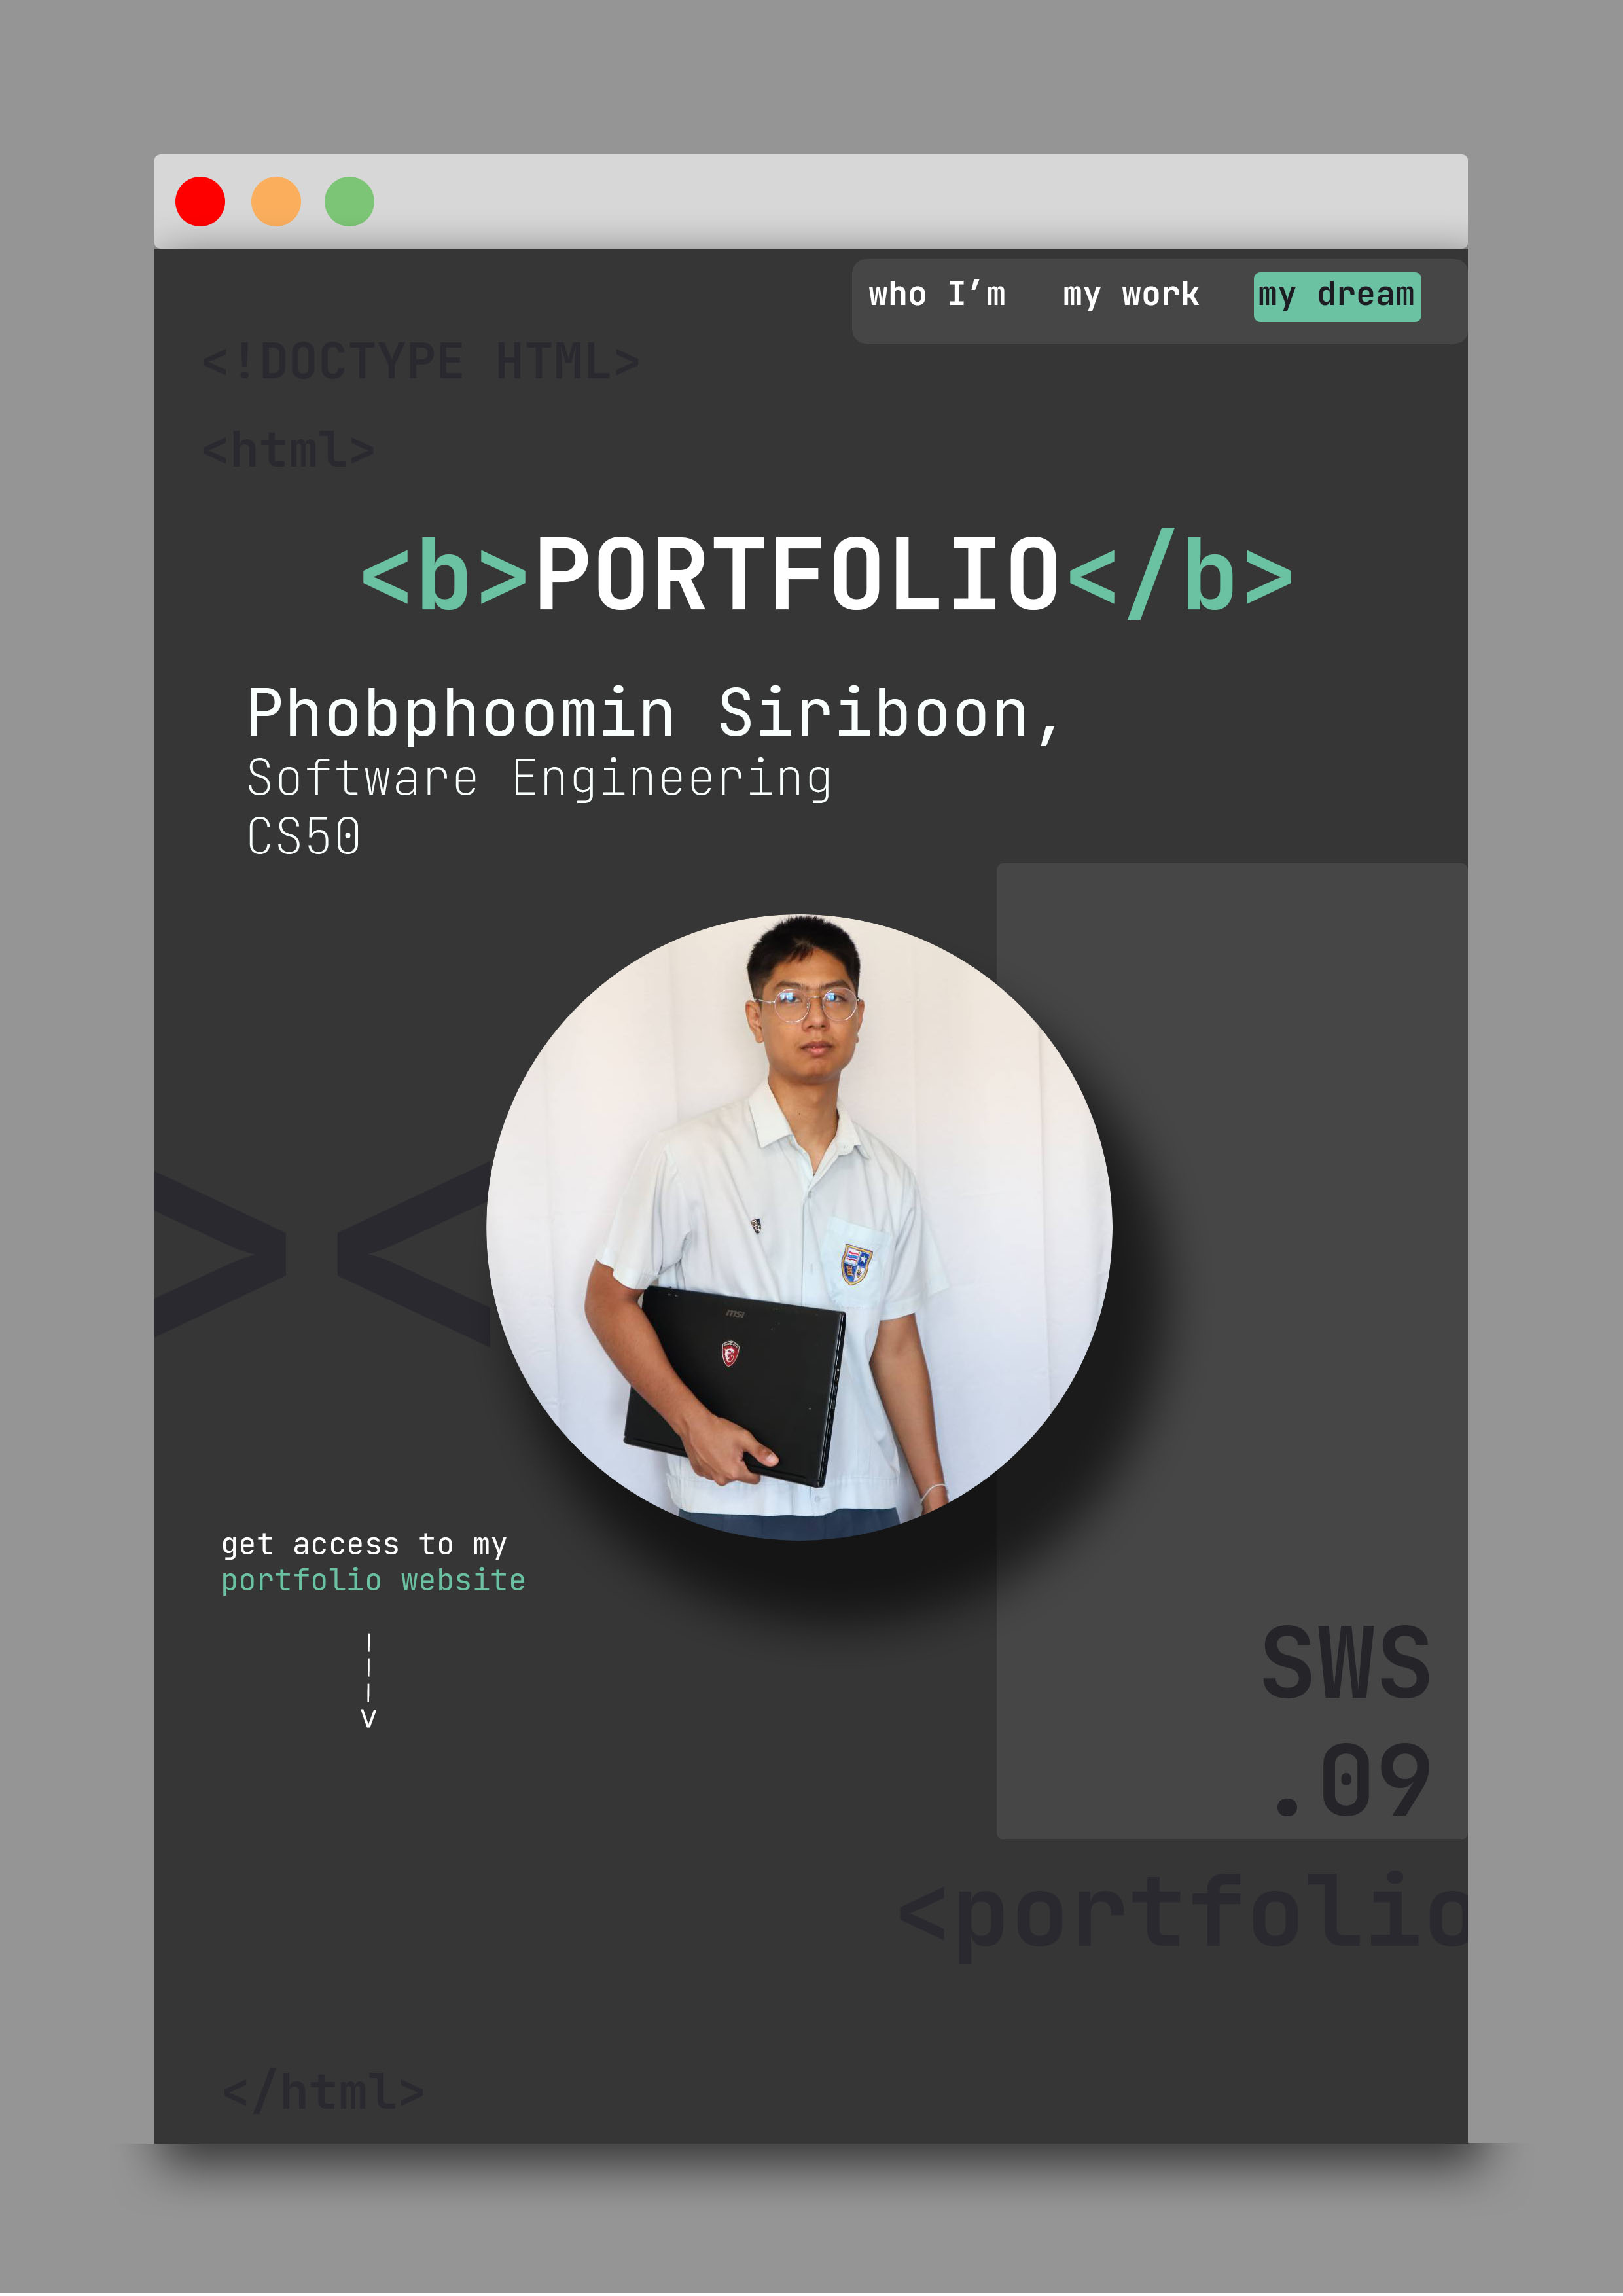 who I’m my work my dream
<!DOCTYPE HTML>
<html>
<b>PORTFOLIO</b>
Phobphoomin Siriboon,
Software Engineering
CS50
> <
msi
get access to my
portfolio website
|
|
|
v
SWS
.09
<portfolio
</html>